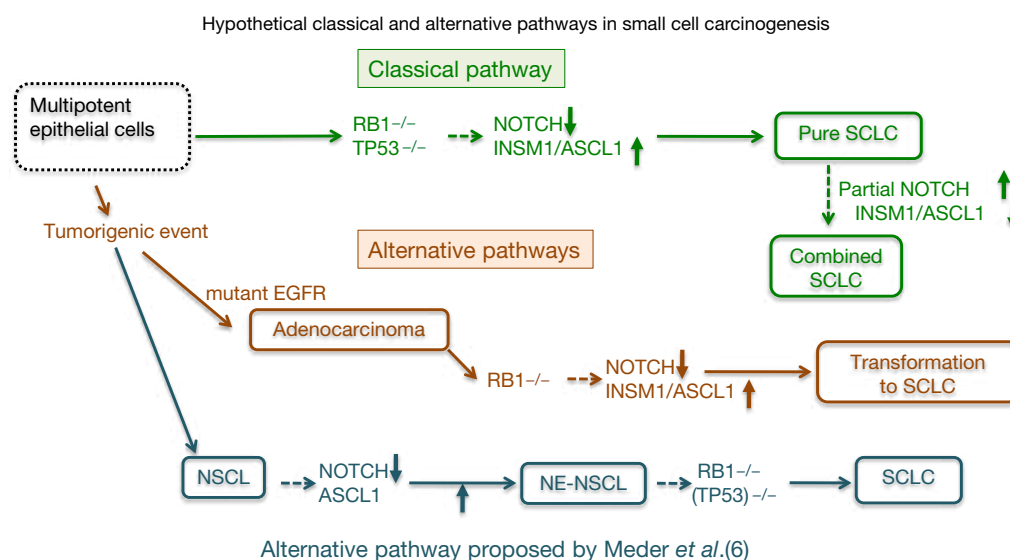 Hypothetical classical and alternative pathways in small cell carcinogenesis
Classical pathway
Multipotent
epithelial cells
RB1−/−
TP53−/−
NOTCH
INSM1/ASCL1
Pure SCLC
Partial NOTCH
INSM1/ASCL1
Combined
SCLC
Tumorigenic event
Alternative pathways
mutant EGFR
Adenocarcinoma
RB1−/−
NOTCH
INSM1/ASCL1
Transformation
to SCLC
NSCL
NOTCH
ASCL1
NE-NSCL
RB1−/−
(TP53)−/−
SCLC
Alternative pathway proposed by Meder et al.(6)